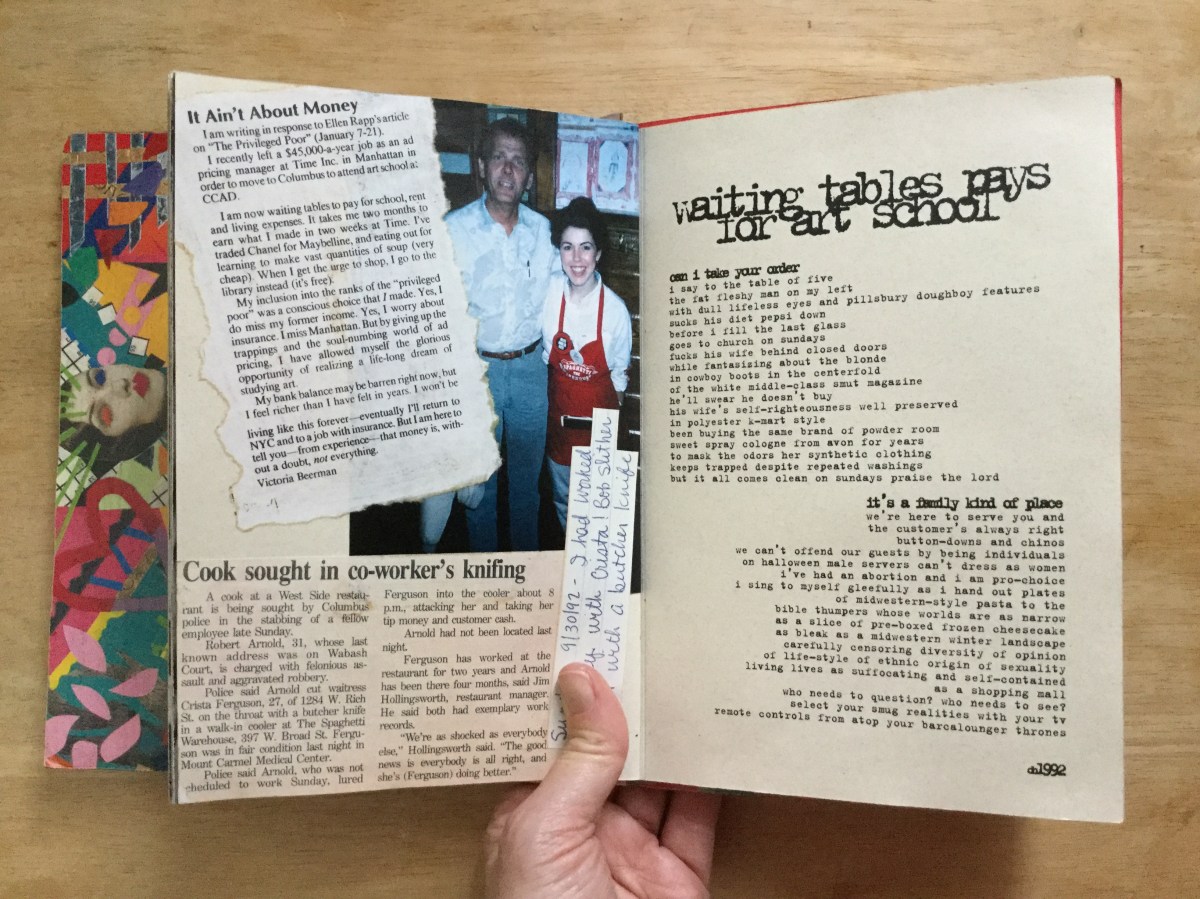 It Ain't About Money
I am writing in response to Ellen Rapp's article
on "The Privileged Poor" (January 7-21).
I recently left a $45,000-a-year job as an ad
pricing manager at Time Inc. in Manhattan in
order to move to Columbus to attend art school a:
CCAD.
I am now waiting tables to pay for school, rent
and living expenses. It takes me two months to
earn what I made in two weeks at Time. I've
traded Chanel for Maybelline, and eating out for
learning to make vast quantities of soup (very
cheap). When I get the urge to shop, I go to the
library instead (it's free).
My inclusion into the ranks of the "privileged
poor" was a conscious choice that I made. Yes, I
do miss my former income. Yes, I worry about
insurance. I miss Manhattan. But by giving up the
trappings and the soul-numbing world of ad
pricing, I have allowed myself the glorious
opportunity of realizing a life-long dream of
studying art.
My bank balance may be barren right now, but
I feel richer than I have felt in years. I won't be
living like this forever—eventually I'll return to
NYC and to a job with insurance. But I am here to
tell you—from experience—that money is, with-
out a doubt, not everything.
Victoria Beerman
SPAGHETTI
9/30/92 - I had worked
with Crista! Bob slit her
with a butcher knife
Cook sought in co-worker's knifing
A cook at a West Side restau-
rant is being sought by Columbus
police in the stabbing of a fellow
employee late Sunday.
Robert Arnold, 31, whose last
known address was on Wabash
Court, is charged with felonious as-
sault and aggravated robbery.
Police said Arnold cut waitress
Crista Ferguson, 27, of 1284 W. Rich
St. on the throat with a butcher knife
in a walk-in cooler at The Spaghetti
Warehouse, 397 W. Broad St. Fergu-
son was in fair condition last night in
Mount Carmel Medical Center.
Police said Arnold, who was not
cheduled to work Sunday, lured
Ferguson into the cooler about 8
p.m., attacking her and taking her
tip money and customer cash.
Arnold had not been located last
night.
Ferguson has worked at the
restaurant for two years and Arnold
has been there four months, said Jim
Hollingsworth, restaurant manager.
He said both had exemplary work
records.
"We're as shocked as everybody
else," Hollingsworth said. "The good
news is everybody is all right, and
she's (Ferguson) doing better."
waiting tables pays
for art school
can i take your order
i say to the table of five
the fat fleshy man on my left
with dull lifeless eyes and pillsbury doughboy features
sucks his diet pepsi down
before i fill the last glass
goes to church on sundays
fucks his wife behind closed doors
while fantasizing about the blonde
in cowboy boots in the centerfold
of the white middle-class smut magazine
he'll swear he doesn't buy
his wife's self-righteousness well preserved
in polyester k-mart style
been buying the same brand of powder room
sweet spray cologne from avon for years
to mask the odors her synthetic clothing
keeps trapped despite repeated washings
but it all comes clean on sundays praise the lord
it's a family kind of place
we're here to serve you and
the customer's always right
button-downs and chinos
we can't offend our guests by being individuals
on halloween male servers can't dress as women
i've had an abortion and i am pro-choice
i sing to myself gleefully as i hand out plates
of midwestern-style pasta to the
bible thumpers whose worlds are as narrow
as a slice of pre-boxed frozen cheesecake
as bleak as a midwestern winter landscape
carefully censoring diversity of opinion
of life-style of ethnic origin of sexuality
living lives as suffocating and self-contained
as a shopping mall
who needs to question? who needs to see?
select your smug realities with your tv
remote controls from atop your barcalounger thrones
1992